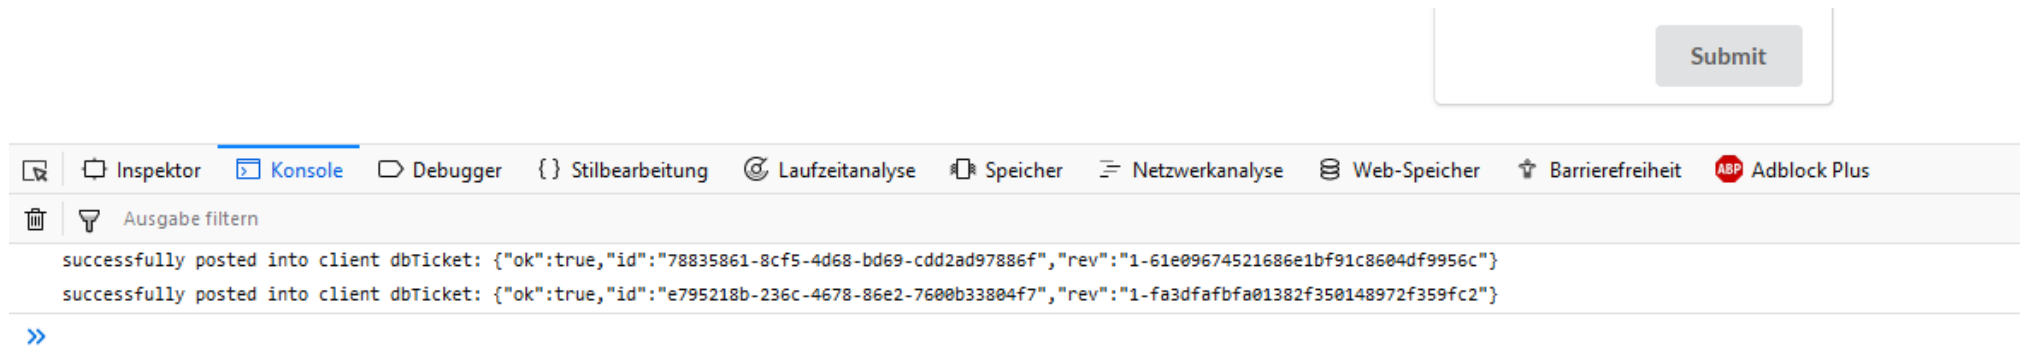 Submit
Inspektor Konsole Debugger {} Stilbearbeitung Laufzeitanalyse Speicher Netzwerkanalyse Web-Speicher Barrierefreiheit ABP Adblock Plus
Ausgabe filtern
successfully posted into client dbTicket: {"ok":true,"id":"78835861-8cf5-4d68-bd69-cdd2ad97886f","rev":"1-61e09674521686e1bf91c8604df9956c"}
successfully posted into client dbTicket: {"ok":true,"id":"e795218b-236c-4678-86e2-7600b33804f7","rev":"1-fa3dfafbfa01382f350148972f359fc2"}